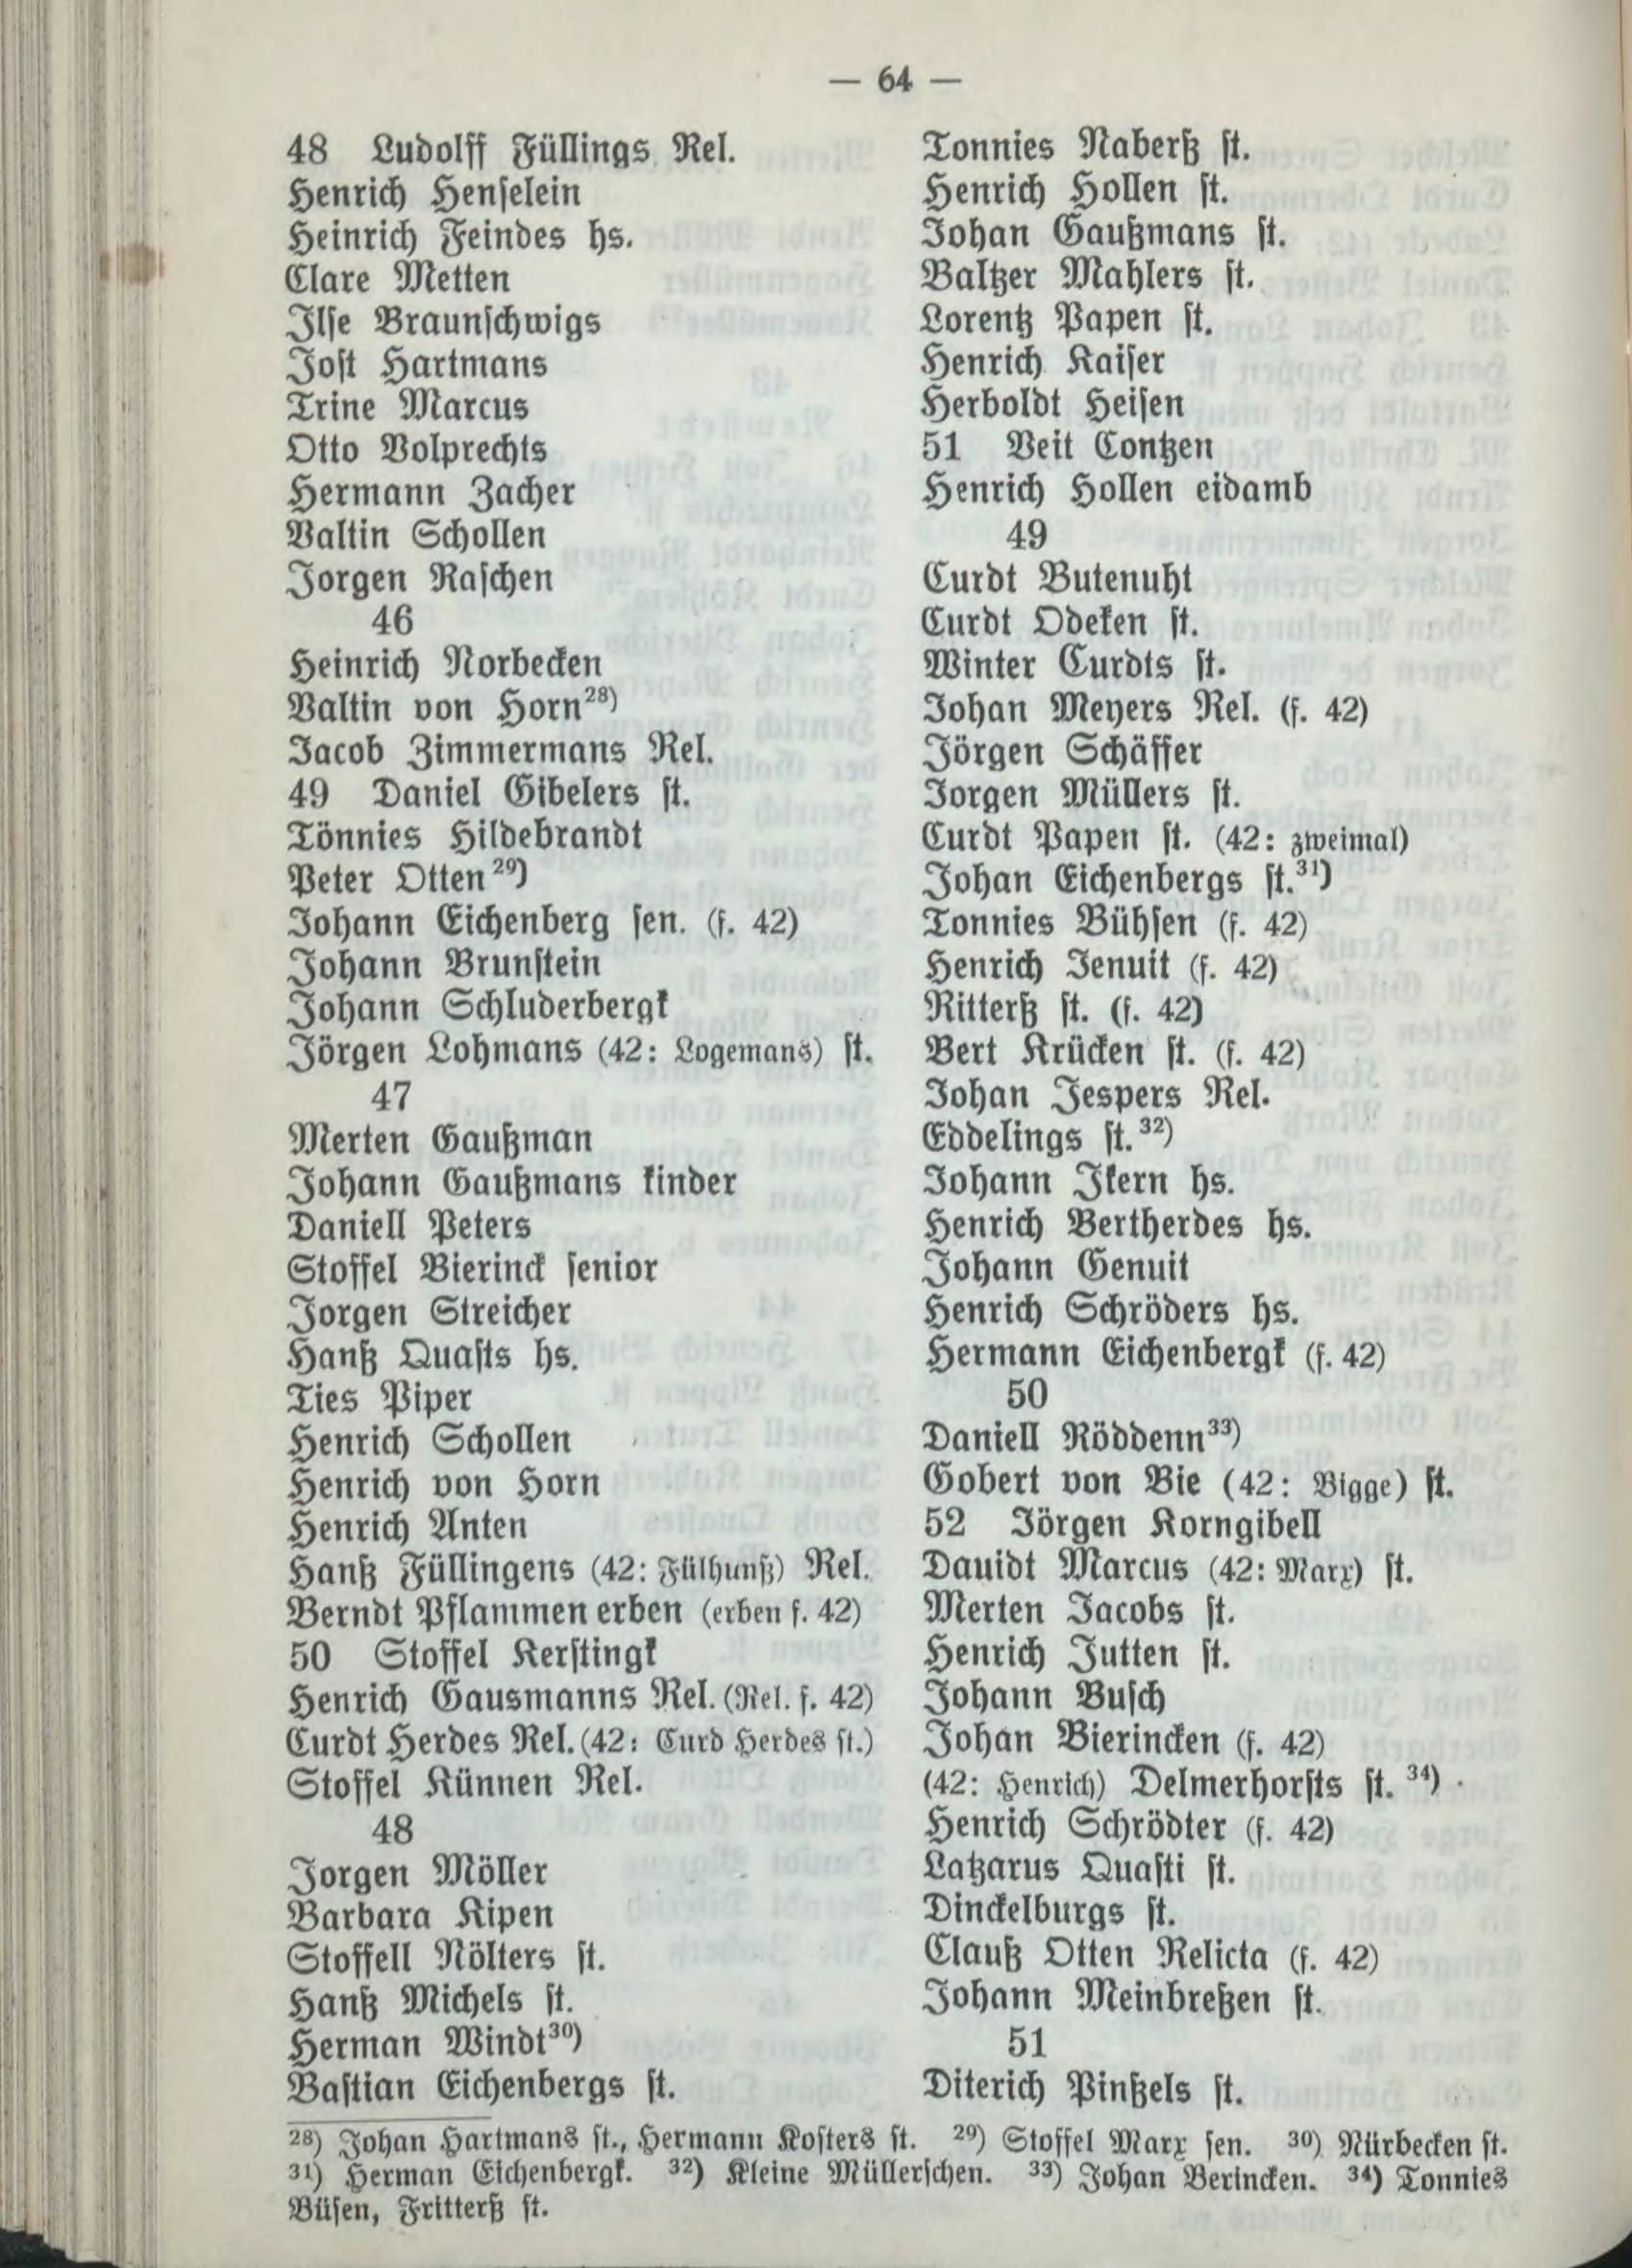 — 64 —
48 Ludolff Füllings Rel.
Henrich Henſelein
Heinrich Feindes hs.
Clare Metten
Ilſe Braunſchwigs
Joſt Hartmans
Trine Marcus
Otto Volprechts
Hermann Zacher
Valtin Schollen
Jorgen Raſchen
46
Heinrich Norbecken
Valtin von Horn²⁸)
Jacob Zimmermans Rel.
49 Daniel Gibelers ſt.
Tönnies Hildebrandt
Peter Otten²⁹)
Johann Eichenberg ſen. (f. 42)
Johann Brunſtein
Johann Schluderbergk
Jörgen Lohmans (42: Logemans) ſt.
47
Merten Gaußman
Johann Gaußmans kinder
Daniell Peters
Stoffel Bierinck ſenior
Jorgen Streicher
Hanß Quaſts hs.
Ties Piper
Henrich Schollen
Henrich von Horn
Henrich Anten
Hanß Füllingens (42: Fülhunß) Rel.
Berndt Pflammen erben (erben f. 42)
50 Stoffel Kerſtingk
Henrich Gausmanns Rel. (Rel. f. 42)
Curdt Herdes Rel. (42: Curd Herdes ſt.)
Stoffel Künnen Rel.
48
Jorgen Möller
Barbara Kipen
Stoffell Nölters ſt.
Hanß Michels ſt.
Herman Windt³⁰)
Baſtian Eichenbergs ſt.
Tonnies Naberß ſt.
Henrich Hollen ſt.
Johan Gaußmans ſt.
Baltzer Mahlers ſt.
Lorentz Papen ſt.
Henrich Kaiſer
Herboldt Heiſen
51 Veit Contzen
Henrich Hollen eidamb
49
Curdt Butenuht
Curdt Odeken ſt.
Winter Curdts ſt.
Johan Meyers Rel. (f. 42)
Jörgen Schäffer
Jorgen Müllers ſt.
Curdt Papen ſt. (42: zweimal)
Johan Eichenbergs ſt.³¹)
Tonnies Bühſen (f. 42)
Henrich Jenuit (f. 42)
Ritterß ſt. (f. 42)
Bert Krücken ſt. (f. 42)
Johan Jespers Rel.
Eddelings ſt.³²)
Johann Ikern hs.
Henrich Bertherdes hs.
Johann Genuit
Henrich Schröders hs.
Hermann Eichenbergk (f. 42)
50
Daniell Röddenn³³)
Gobert von Bie (42: Bigge) ſt.
52 Jörgen Korngibell
Dauidt Marcus (42: Marx) ſt.
Merten Jacobs ſt.
Henrich Jutten ſt.
Johann Buſch
Johan Bierincken (f. 42)
(42: Henrich) Delmerhorſts ſt. ³⁴)
Henrich Schrödter (f. 42)
Latzarus Quaſti ſt.
Dinckelburgs ſt.
Clauß Otten Relicta (f. 42)
Johann Meinbreßen ſt.
51
Diterich Pinßels ſt.
²⁸) Johan Hartmans ſt., Hermann Koſters ſt. ²⁹) Stoffel Marx ſen. ³⁰) Nürbecken ſt.
³¹) Herman Eichenbergk. ³²) Kleine Müllerſchen. ³³) Johan Berincken. ³⁴) Tonnies
Büſen, Fritterß ſt.